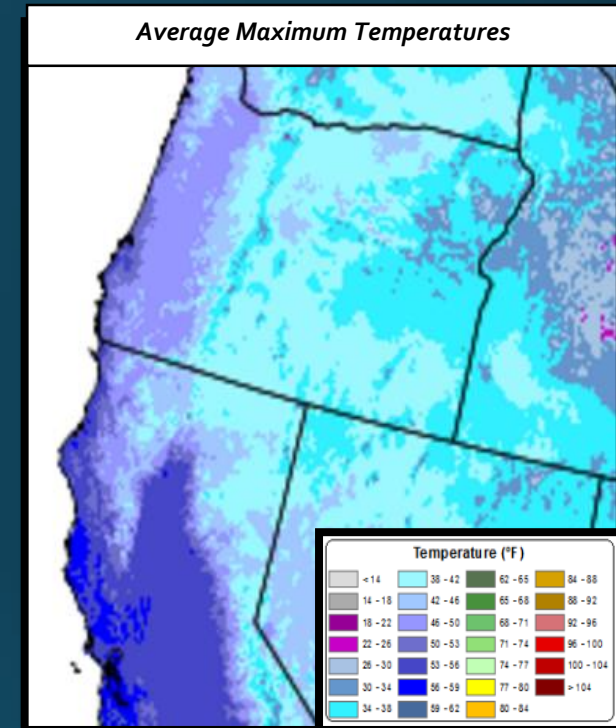 Average Maximum Temperatures
Temperature (°F)
< 14 38 - 42 62 - 65 84 - 88
14 - 18 42 - 46 65 - 68 88 - 92
18 - 22 46 - 50 68 - 71 92 - 96
22 - 26 50 - 53 71 - 74 96 - 100
26 - 30 53 - 56 74 - 77 100 - 104
30 - 34 56 - 59 77 - 80 > 104
34 - 38 59 - 62 80 - 84